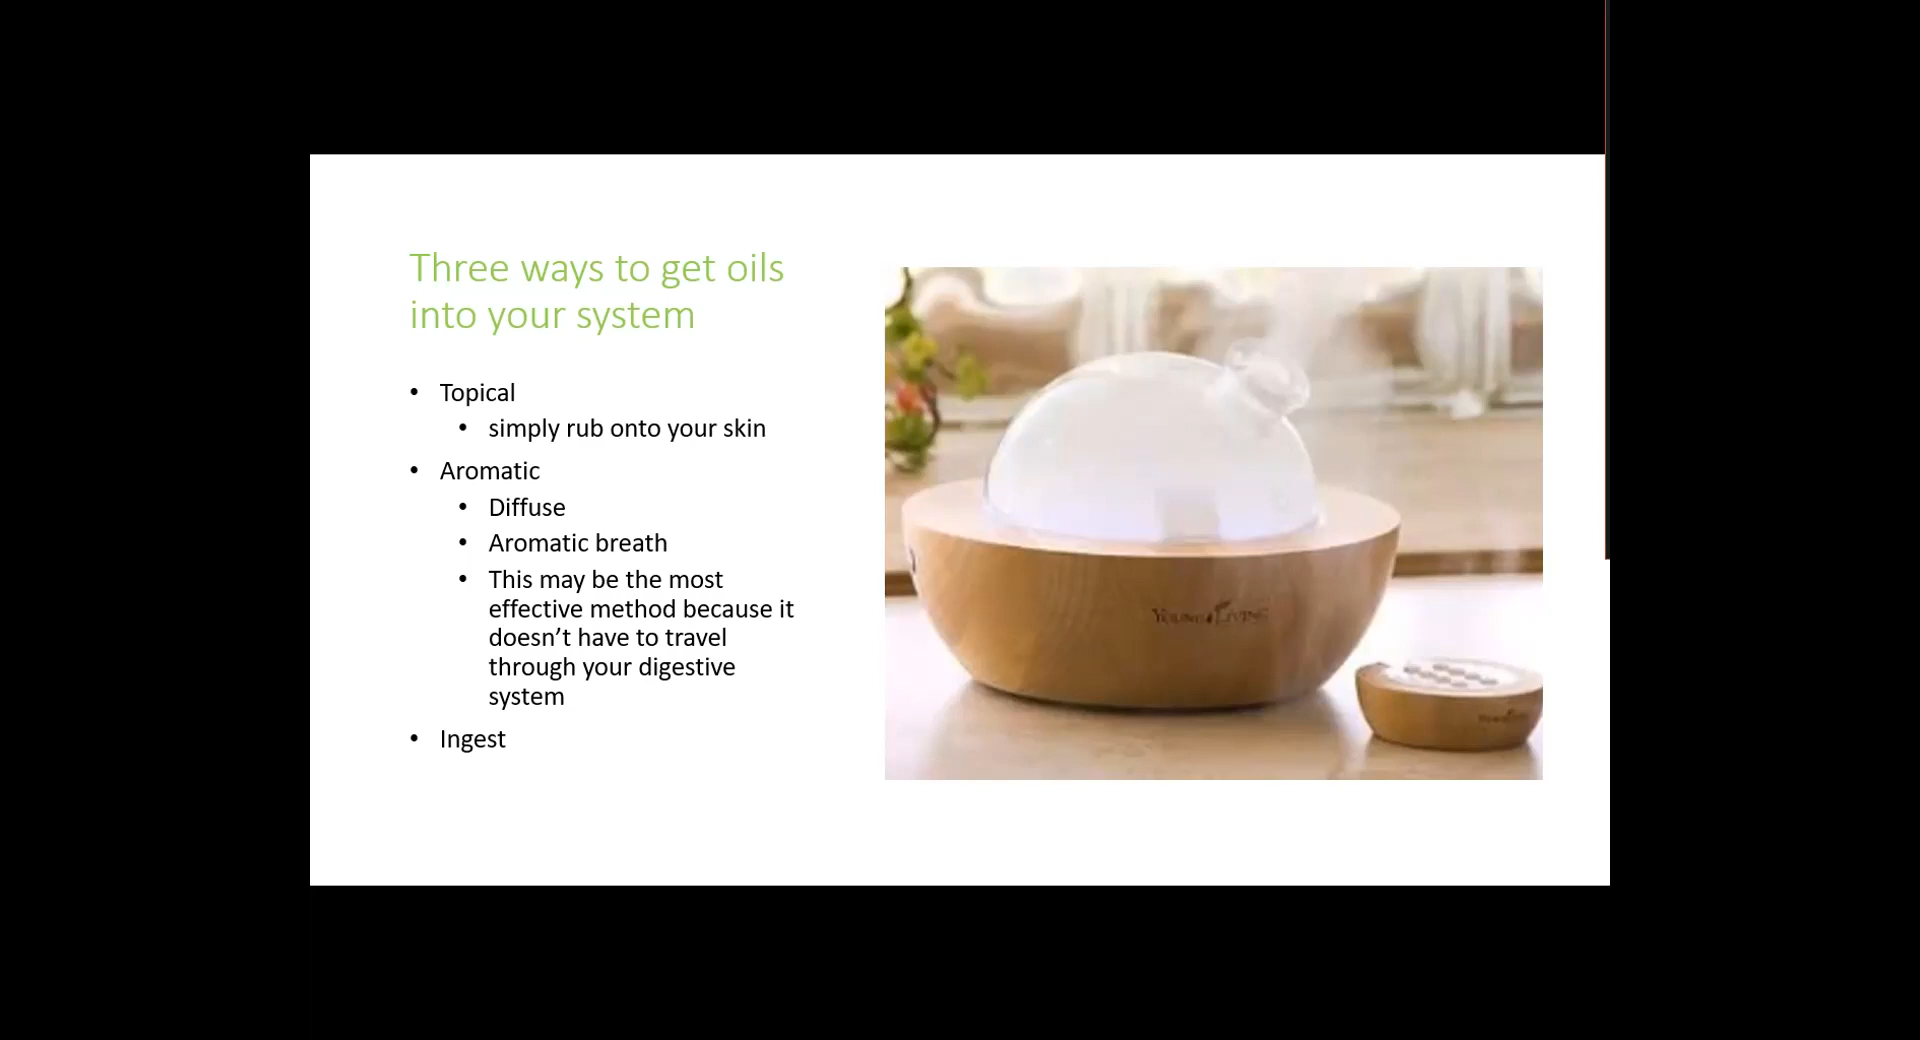 Three ways to get oils
into your system
• Topical
• simply rub onto your skin
• Aromatic
• Diffuse
• Aromatic breath
• This may be the most
effective method because it
doesn’t have to travel
through your digestive
system
• Ingest
YOUNG LIVING